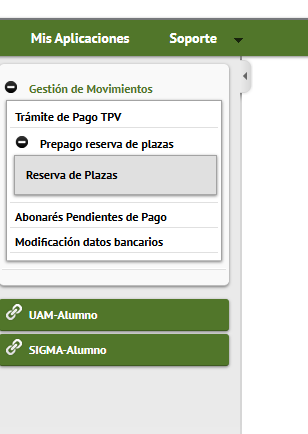 Mis Aplicaciones Soporte
Gestión de Movimientos
Trámite de Pago TPV
Prepago reserva de plazas
Reserva de Plazas
Abonarés Pendientes de Pago
Modificación datos bancarios
UAM-Alumno
SIGMA-Alumno